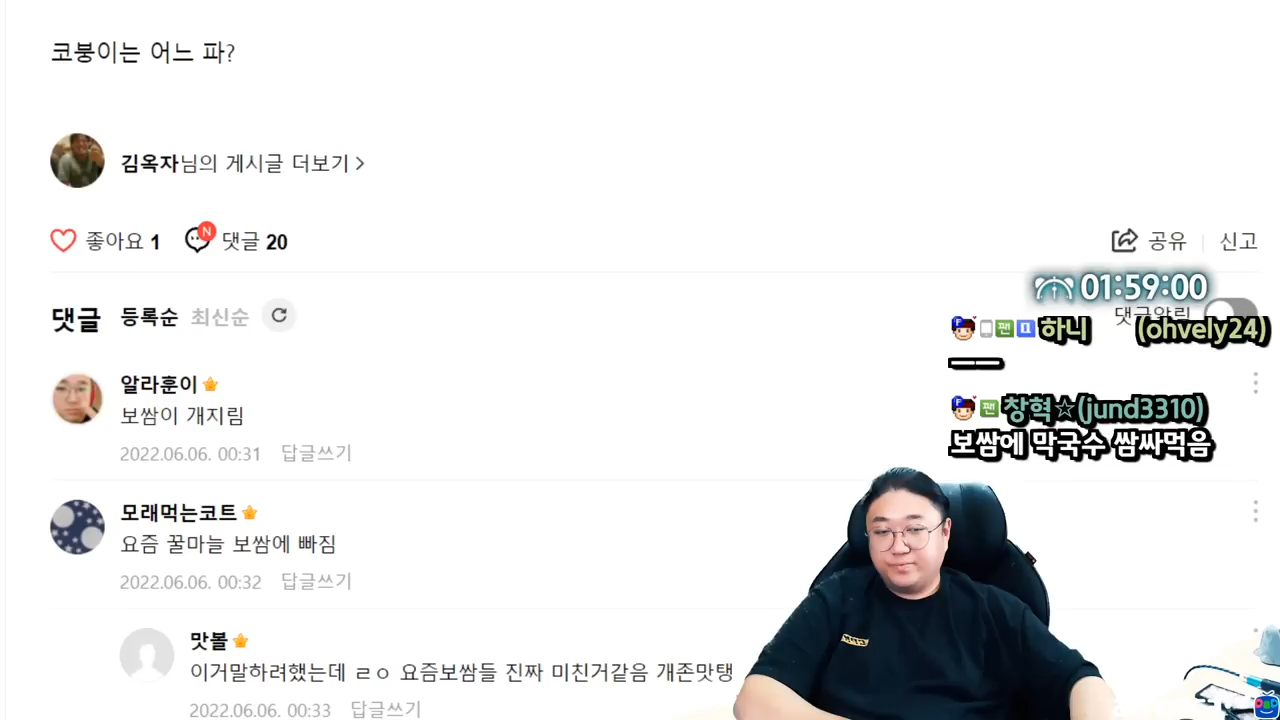 코붕이는 어느 파?
김옥자님의 게시글 더보기 >
좋아요 1 N 댓글 20
공유 | 신고
01:59:00
댓글 등록순 최신순
댓글알림
하니 (ohvely24)
ㅡㅡ
알라훈이
보쌈이 개지림
2022.06.06. 00:31 답글쓰기
창혁☆(jund3310)
보쌈에 막국수 쌈싸먹음
모래먹는코트
요즘 꿀마늘 보쌈에 빠짐
2022.06.06. 00:32 답글쓰기
맛볼
이거말하려했는데 ㄹㅇ 요즘보쌈들 진짜 미친거같음 개존맛탱
2022.06.06. 00:33 답글쓰기